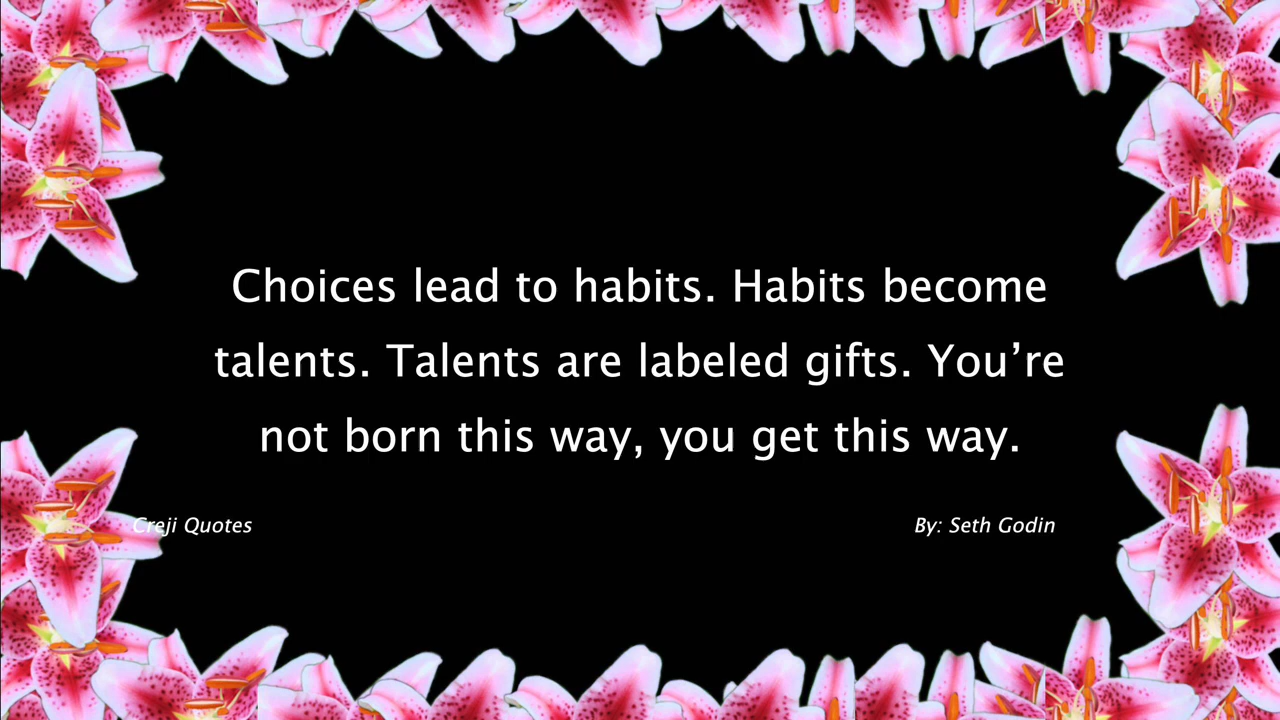 Choices lead to habits. Habits become
talents. Talents are labeled gifts. You’re
not born this way, you get this way.
Creji Quotes
By: Seth Godin